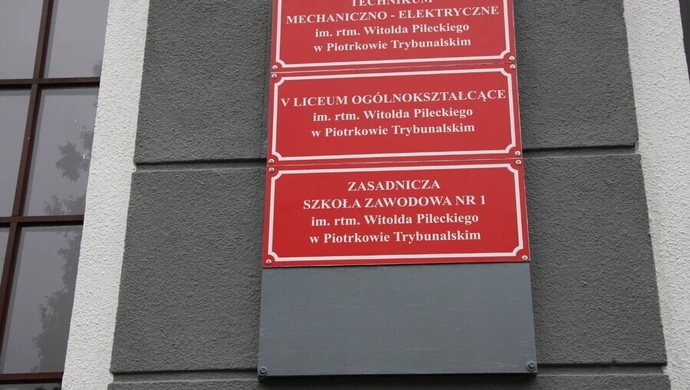 TECHNIKUM
MECHANICZNO - ELEKTRYCZNE
im. rtm. Witolda Pileckiego
w Piotrkowie Trybunalskim
V LICEUM OGÓLNOKSZTAŁCĄCE
im. rtm. Witolda Pileckiego
w Piotrkowie Trybunalskim
ZASADNICZA
SZKOŁA ZAWODOWA NR 1
im. rtm. Witolda Pileckiego
w Piotrkowie Trybunalskim